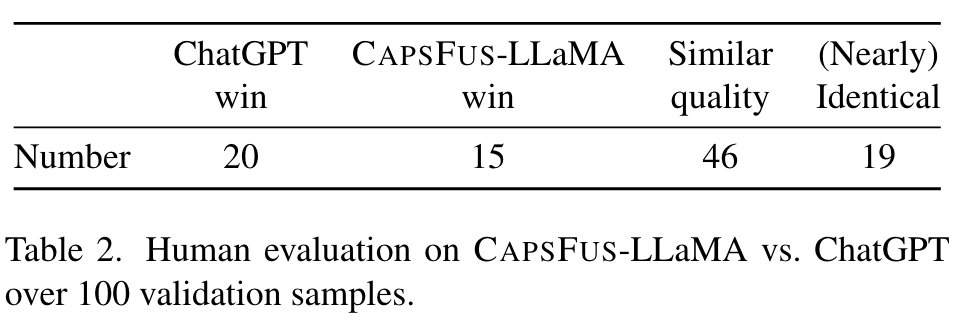 ChatGPT CAPSFUS-LLaMA Similar (Nearly)
win win quality Identical
Number 20 15 46 19
Table 2. Human evaluation on CAPSFUS-LLaMA vs. ChatGPT
over 100 validation samples.